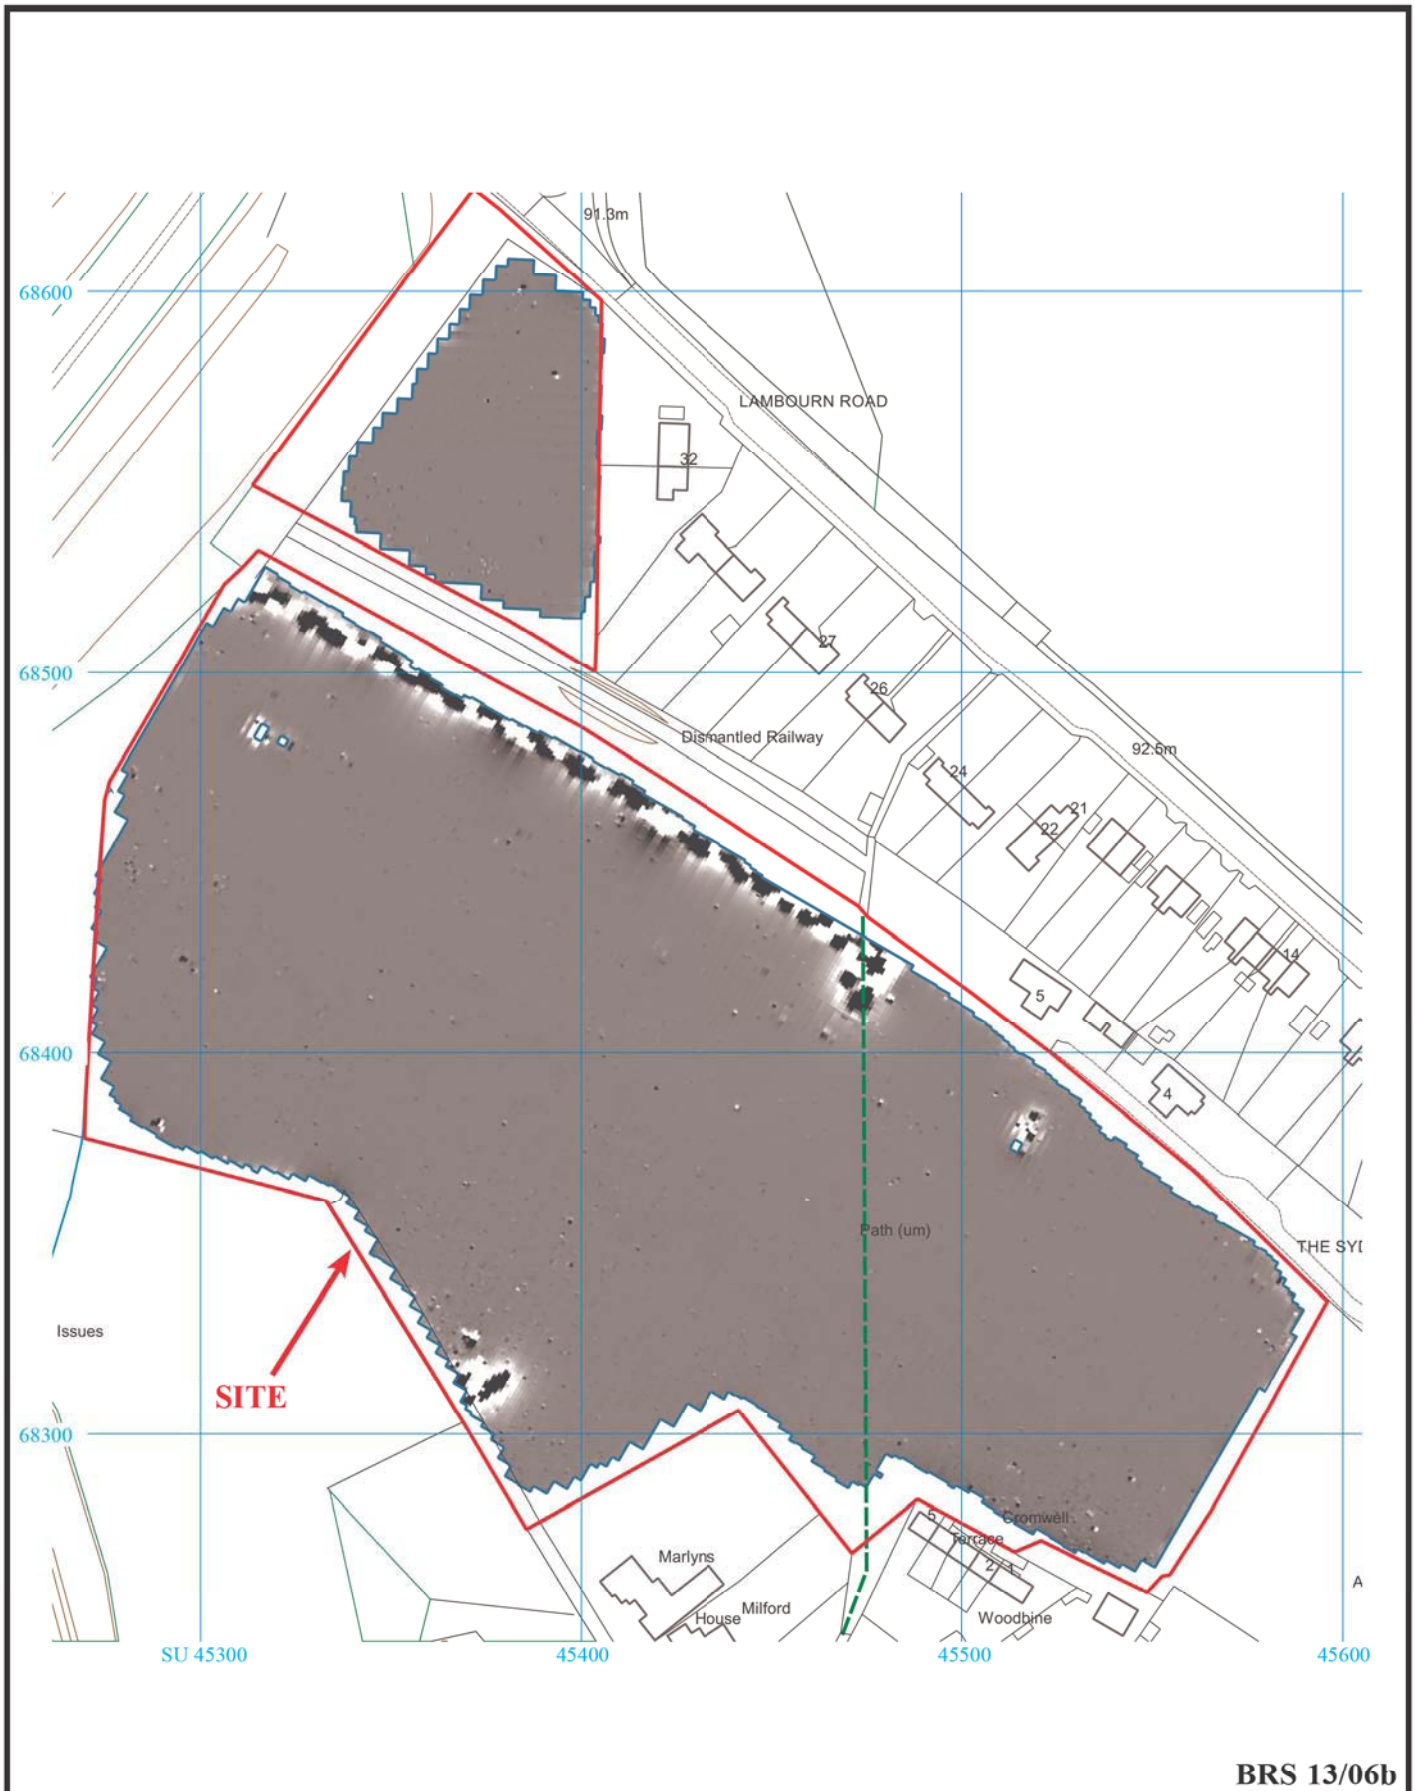 91.3m
68600
LAMBOURN ROAD
32
27
68500
26
Dismantled Railway
92.5m
24
21
22
14
5
68400
4
Path (um)
THE SYD
Issues
SITE
68300
5
Cromwell
Terrace
2
1
Marlyns
A
Milford
House
Woodbine
SU 45300
45400
45500
45600
BRS 13/06b